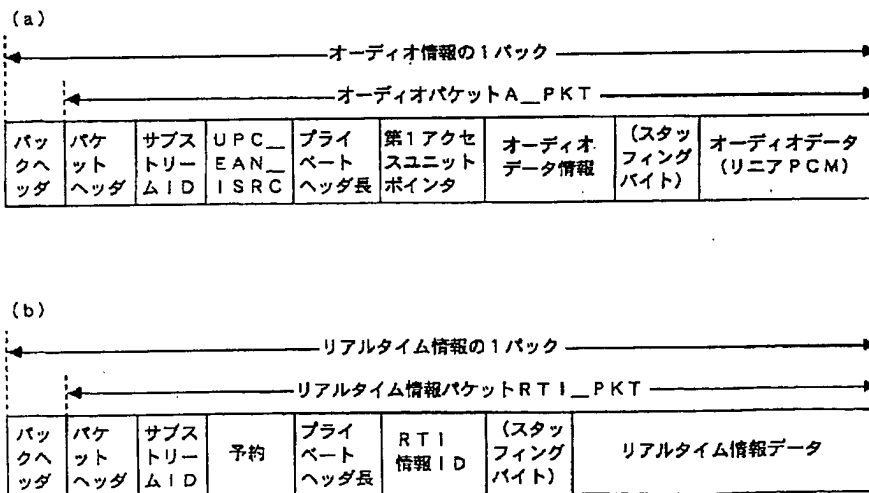 (a)
オーディオ情報の1パック
オーディオパケットA__PKT
パッ
クヘ
ッダ
パケ
ット
ヘッダ
サブス
トリー
ムID
UPC__
EAN__
ISRC
プライ
ベート
ヘッダ長
第1アクセ
スユニット
ポインタ
オーディオ
データ情報
(スタッ
フィング
バイト)
オーディオデータ
(リニアPCM)
(b)
リアルタイム情報の1パック
リアルタイム情報パケットRTI__PKT
パッ
クヘ
ッダ
パケ
ット
ヘッダ
サブス
トリー
ムID
予約
プライ
ベート
ヘッダ長
RTI
情報ID
(スタッ
フィング
バイト)
リアルタイム情報データ